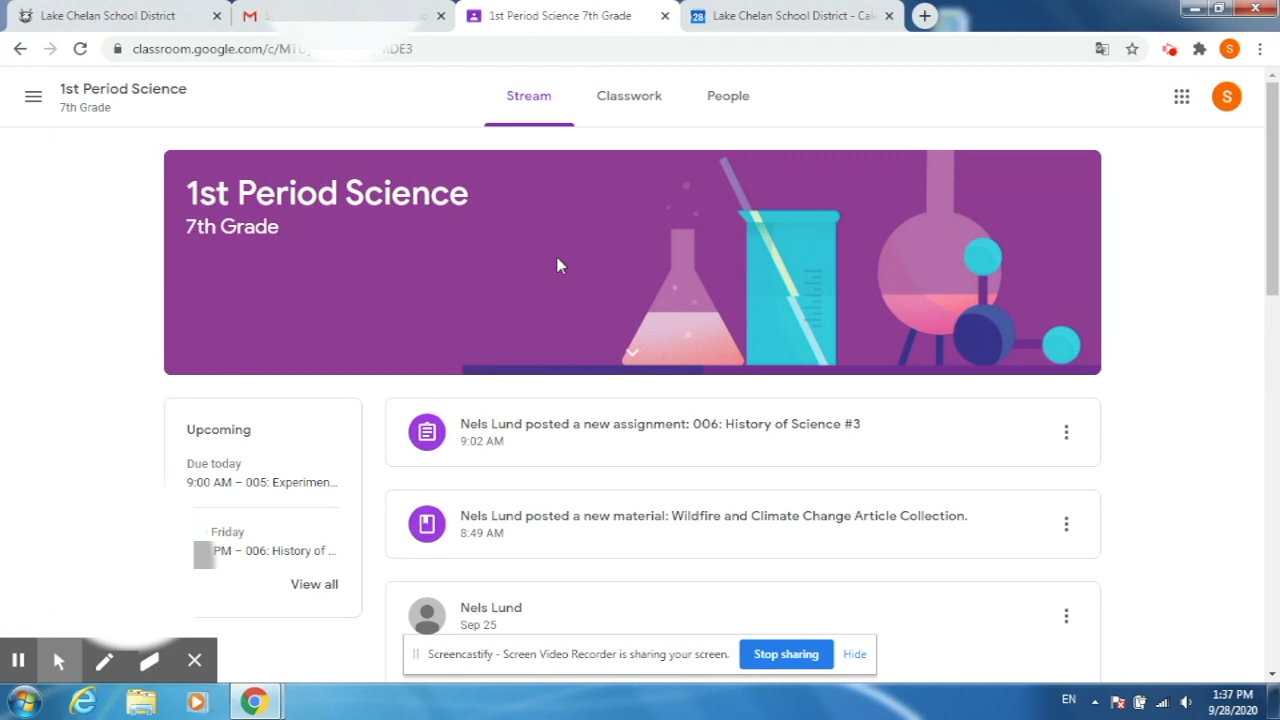 Lake Chelan School District
1st Period Science 7th Grade
28 Lake Chelan School District - Cale
classroom.google.com/c/MT
DE3
S
1st Period Science
7th Grade
Stream
Classwork
People
S
1st Period Science
7th Grade
Upcoming
Due today
9:00 AM – 005: Experimen...
Friday
PM – 006: History of ...
View all
Nels Lund posted a new assignment: 006: History of Science #3
9:02 AM
Nels Lund posted a new material: Wildfire and Climate Change Article Collection.
8:49 AM
Nels Lund
Sep 25
Screencastify - Screen Video Recorder is sharing your screen.
Stop sharing
Hide
EN
1:37 PM
9/28/2020